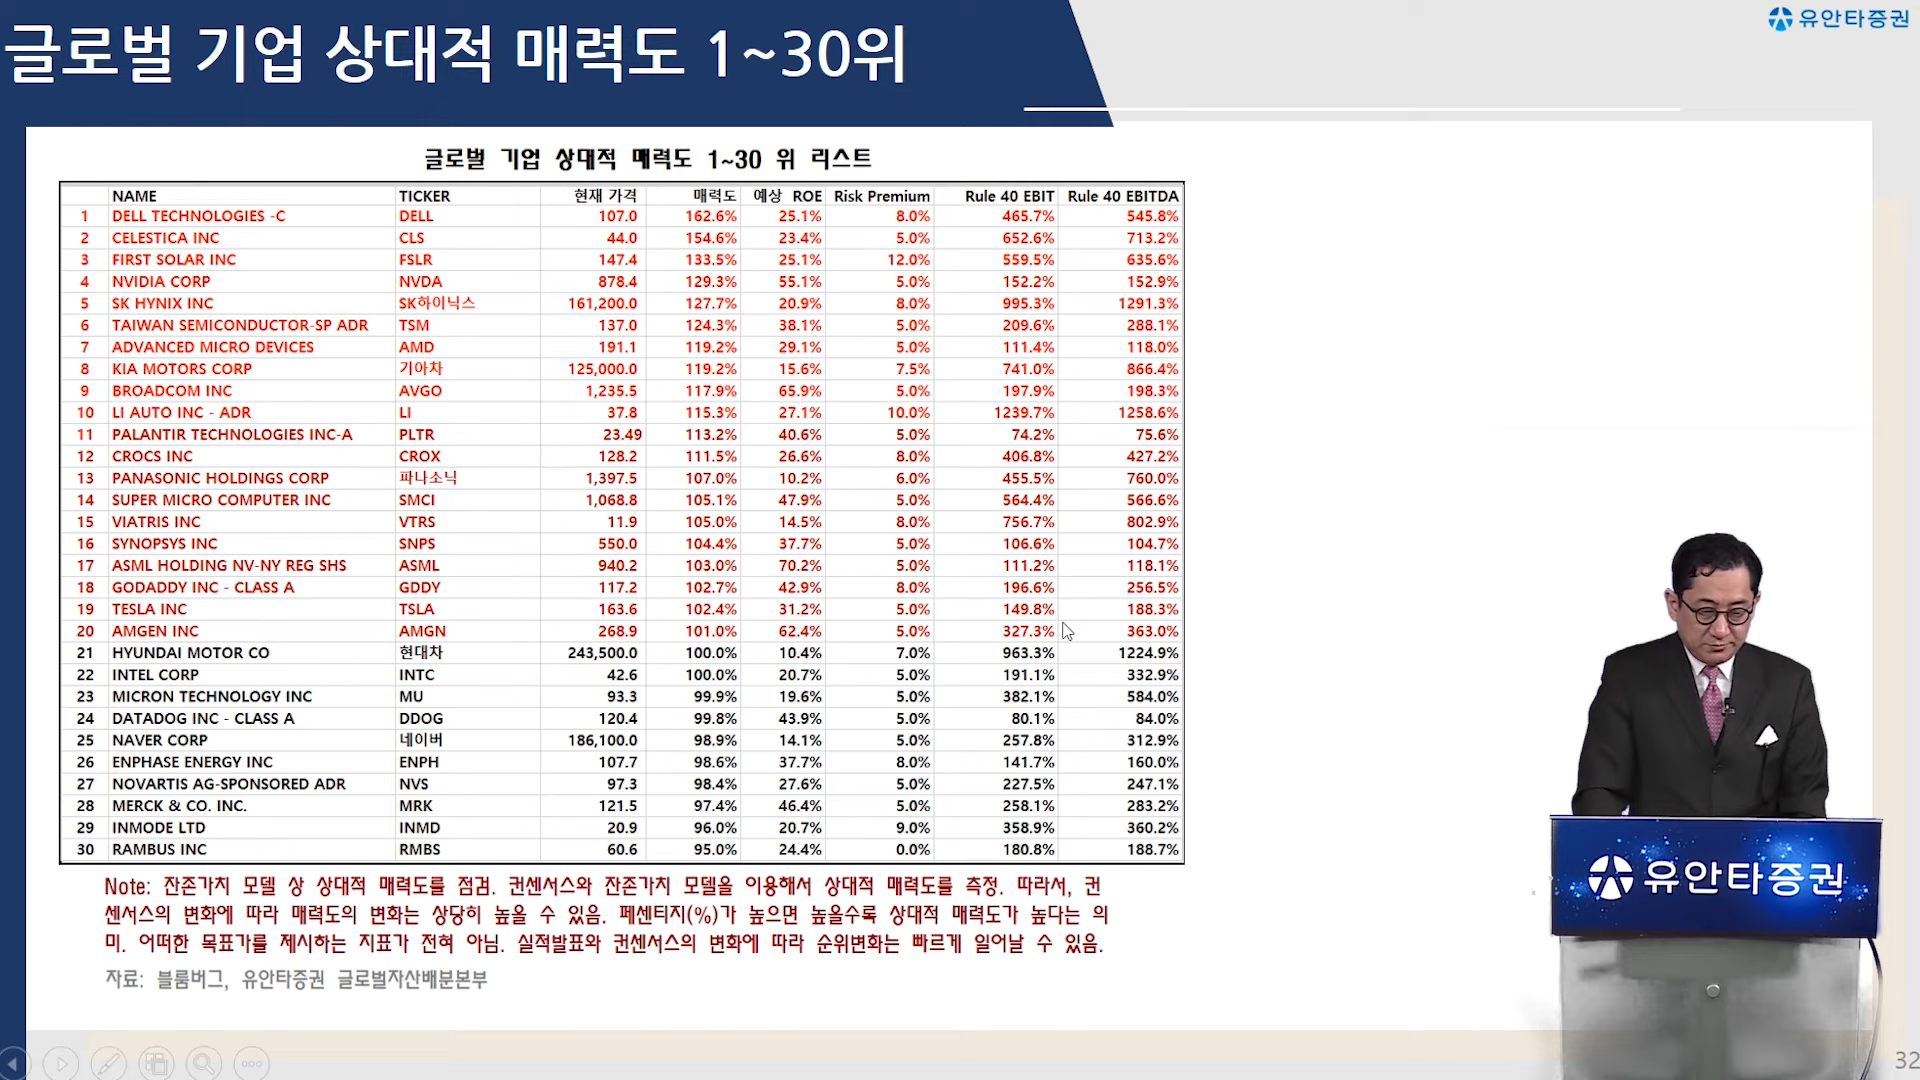 글로벌 기업 상대적 매력도 1~30위
유안타증권
글로벌 기업 상대적 매력도 1~30 위 리스트
NAME TICKER 현재 가격 매력도 예상 ROE Risk Premium Rule 40 EBIT Rule 40 EBITDA
1 DELL TECHNOLOGIES -C DELL 107.0 162.6% 25.1% 8.0% 465.7% 545.8%
2 CELESTICA INC CLS 44.0 154.6% 23.4% 5.0% 652.6% 713.2%
3 FIRST SOLAR INC FSLR 147.4 133.5% 25.1% 12.0% 559.5% 635.6%
4 NVIDIA CORP NVDA 878.4 129.3% 55.1% 5.0% 152.2% 152.9%
5 SK HYNIX INC SK하이닉스 161,200.0 127.7% 20.9% 8.0% 995.3% 1291.3%
6 TAIWAN SEMICONDUCTOR-SP ADR TSM 137.0 124.3% 38.1% 5.0% 209.6% 288.1%
7 ADVANCED MICRO DEVICES AMD 191.1 119.2% 29.1% 5.0% 111.4% 118.0%
8 KIA MOTORS CORP 기아차 125,000.0 119.2% 15.6% 7.5% 741.0% 866.4%
9 BROADCOM INC AVGO 1,235.5 117.9% 65.9% 5.0% 197.9% 198.3%
10 LI AUTO INC - ADR LI 37.8 115.3% 27.1% 10.0% 1239.7% 1258.6%
11 PALANTIR TECHNOLOGIES INC-A PLTR 23.49 113.2% 40.6% 5.0% 74.2% 75.6%
12 CROCS INC CROX 128.2 111.5% 26.6% 8.0% 406.8% 427.2%
13 PANASONIC HOLDINGS CORP 파나소닉 1,397.5 107.0% 10.2% 6.0% 455.5% 760.0%
14 SUPER MICRO COMPUTER INC SMCI 1,068.8 105.1% 47.9% 5.0% 564.4% 566.6%
15 VIATRIS INC VTRS 11.9 105.0% 14.5% 8.0% 756.7% 802.9%
16 SYNOPSYS INC SNPS 550.0 104.4% 37.7% 5.0% 106.6% 104.7%
17 ASML HOLDING NV-NY REG SHS ASML 940.2 103.0% 70.2% 5.0% 111.2% 118.1%
18 GODADDY INC - CLASS A GDDY 117.2 102.7% 42.9% 8.0% 196.6% 256.5%
19 TESLA INC TSLA 163.6 102.4% 31.2% 5.0% 149.8% 188.3%
20 AMGEN INC AMGN 268.9 101.0% 62.4% 5.0% 327.3% 363.0%
21 HYUNDAI MOTOR CO 현대차 243,500.0 100.0% 10.4% 7.0% 963.3% 1224.9%
22 INTEL CORP INTC 42.6 100.0% 20.7% 5.0% 191.1% 332.9%
23 MICRON TECHNOLOGY INC MU 93.3 99.9% 19.6% 5.0% 382.1% 584.0%
24 DATADOG INC - CLASS A DDOG 120.4 99.8% 43.9% 5.0% 80.1% 84.0%
25 NAVER CORP 네이버 186,100.0 98.9% 14.1% 5.0% 257.8% 312.9%
26 ENPHASE ENERGY INC ENPH 107.7 98.6% 37.7% 8.0% 141.7% 160.0%
27 NOVARTIS AG-SPONSORED ADR NVS 97.3 98.4% 27.6% 5.0% 227.5% 247.1%
28 MERCK & CO. INC. MRK 121.5 97.4% 46.4% 5.0% 258.1% 283.2%
29 INMODE LTD INMD 20.9 96.0% 20.7% 9.0% 358.9% 360.2%
30 RAMBUS INC RMBS 60.6 95.0% 24.4% 0.0% 180.8% 188.7%
Note: 잔존가치 모델 상 상대적 매력도를 점검. 컨센서스와 잔존가치 모델을 이용해서 상대적 매력도를 측정. 따라서, 컨
센서스의 변화에 따라 매력도의 변화는 상당히 높을 수 있음. 페센티지(%)가 높으면 높을수록 상대적 매력도가 높다는 의
미. 어떠한 목표가를 제시하는 지표가 전혀 아님. 실적발표와 컨센서스의 변화에 따라 순위변화는 빠르게 일어날 수 있음.
자료: 블룸버그, 유안타증권 글로벌자산배분본부
유안타증권
32